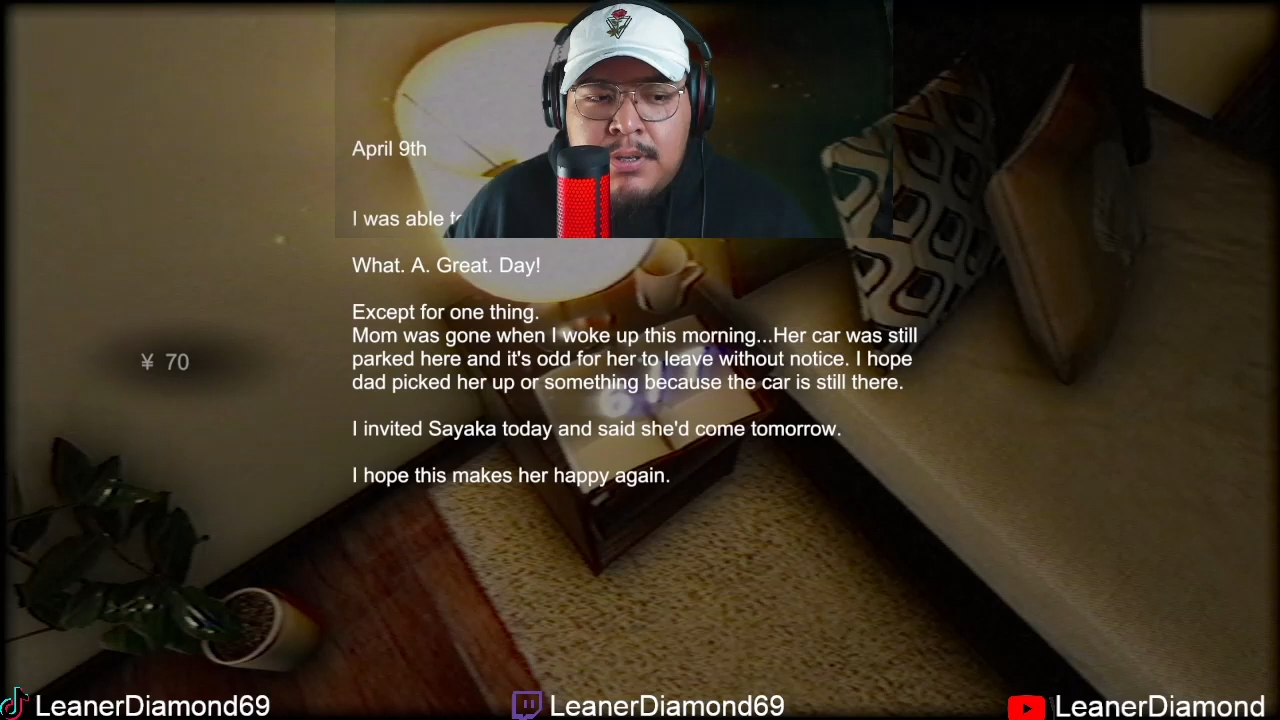 April 9th
I was able
What. A. Great. Day!
Except for one thing.
Mom was gone when I woke up this morning...Her car was still
parked here and it's odd for her to leave without notice. I hope
dad picked her up or something because the car is still there.
¥ 70
I invited Sayaka today and said she'd come tomorrow.
I hope this makes her happy again.
LeanerDiamond69
LeanerDiamond69
LeanerDiamond